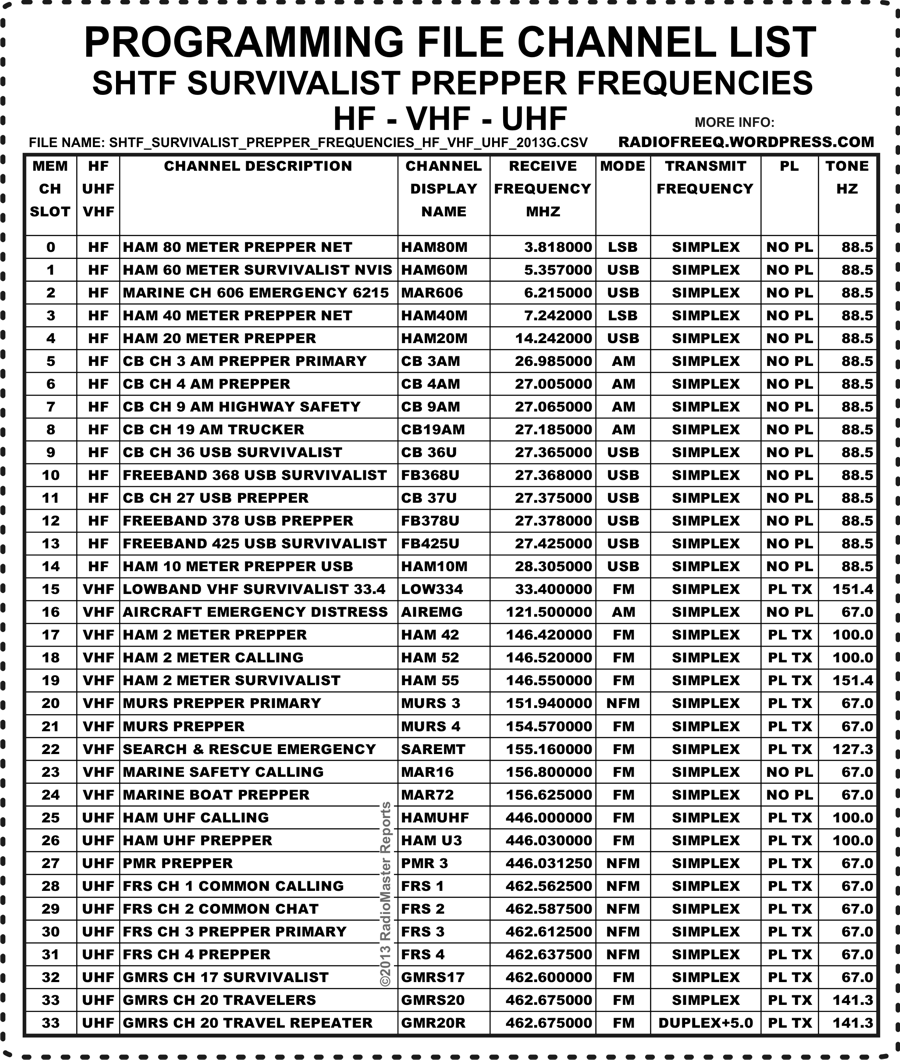 PROGRAMMING FILE CHANNEL LIST
SHTF SURVIVALIST PREPPER FREQUENCIES
HF - VHF - UHF
MORE INFO:
FILE NAME: SHTF_SURVIVALIST_PREPPER_FREQUENCIES_HF_VHF_UHF_2013G.CSV RADIOFREEQ.WORDPRESS.COM
MEM HF CHANNEL DESCRIPTION CHANNEL RECEIVE MODE TRANSMIT PL TONE
CH UHF DISPLAY FREQUENCY FREQUENCY HZ
SLOT VHF NAME MHZ
0 HF HAM 80 METER PREPPER NET HAM80M 3.818000 LSB SIMPLEX NO PL 88.5
1 HF HAM 60 METER SURVIVALIST NVIS HAM60M 5.357000 USB SIMPLEX NO PL 88.5
2 HF MARINE CH 606 EMERGENCY 6215 MAR606 6.215000 USB SIMPLEX NO PL 88.5
3 HF HAM 40 METER PREPPER NET HAM40M 7.242000 LSB SIMPLEX NO PL 88.5
4 HF HAM 20 METER PREPPER HAM20M 14.242000 USB SIMPLEX NO PL 88.5
5 HF CB CH 3 AM PREPPER PRIMARY CB 3AM 26.985000 AM SIMPLEX NO PL 88.5
6 HF CB CH 4 AM PREPPER CB 4AM 27.005000 AM SIMPLEX NO PL 88.5
7 HF CB CH 9 AM HIGHWAY SAFETY CB 9AM 27.065000 AM SIMPLEX NO PL 88.5
8 HF CB CH 19 AM TRUCKER CB19AM 27.185000 AM SIMPLEX NO PL 88.5
9 HF CB CH 36 USB SURVIVALIST CB 36U 27.365000 USB SIMPLEX NO PL 88.5
10 HF FREEBAND 368 USB SURVIVALIST FB368U 27.368000 USB SIMPLEX NO PL 88.5
11 HF CB CH 27 USB PREPPER CB 37U 27.375000 USB SIMPLEX NO PL 88.5
12 HF FREEBAND 378 USB PREPPER FB378U 27.378000 USB SIMPLEX NO PL 88.5
13 HF FREEBAND 425 USB SURVIVALIST FB425U 27.425000 USB SIMPLEX NO PL 88.5
14 HF HAM 10 METER PREPPER USB HAM10M 28.305000 USB SIMPLEX NO PL 88.5
15 VHF LOWBAND VHF SURVIVALIST 33.4 LOW334 33.400000 FM SIMPLEX PL TX 151.4
16 VHF AIRCRAFT EMERGENCY DISTRESS AIREMG 121.500000 AM SIMPLEX NO PL 67.0
17 VHF HAM 2 METER PREPPER HAM 42 146.420000 FM SIMPLEX PL TX 100.0
18 VHF HAM 2 METER CALLING HAM 52 146.520000 FM SIMPLEX PL TX 100.0
19 VHF HAM 2 METER SURVIVALIST HAM 55 146.550000 FM SIMPLEX PL TX 151.4
20 VHF MURS PREPPER PRIMARY MURS 3 151.940000 NFM SIMPLEX PL TX 67.0
21 VHF MURS PREPPER MURS 4 154.570000 FM SIMPLEX PL TX 67.0
22 VHF SEARCH & RESCUE EMERGENCY SAREMT 155.160000 FM SIMPLEX PL TX 127.3
23 VHF MARINE SAFETY CALLING MAR16 156.800000 FM SIMPLEX NO PL 67.0
24 VHF MARINE BOAT PREPPER MAR72 156.625000 FM SIMPLEX NO PL 67.0
25 UHF HAM UHF CALLING HAMUHF 446.000000 FM SIMPLEX PL TX 100.0
26 UHF HAM UHF PREPPER HAM U3 446.030000 FM SIMPLEX PL TX 100.0
27 UHF PMR PREPPER PMR 3 446.031250 NFM SIMPLEX PL TX 67.0
28 UHF FRS CH 1 COMMON CALLING FRS 1 462.562500 NFM SIMPLEX PL TX 67.0
29 UHF FRS CH 2 COMMON CHAT FRS 2 462.587500 NFM SIMPLEX PL TX 67.0
30 UHF FRS CH 3 PREPPER PRIMARY FRS 3 462.612500 NFM SIMPLEX PL TX 67.0
31 UHF FRS CH 4 PREPPER FRS 4 462.637500 NFM SIMPLEX PL TX 67.0
32 UHF GMRS CH 17 SURVIVALIST GMRS17 462.600000 FM SIMPLEX PL TX 67.0
33 UHF GMRS CH 20 TRAVELERS GMRS20 462.675000 FM SIMPLEX PL TX 141.3
33 UHF GMRS CH 20 TRAVEL REPEATER GMR20R 462.675000 FM DUPLEX+5.0 PL TX 141.3
©2013 RadioMaster Reports